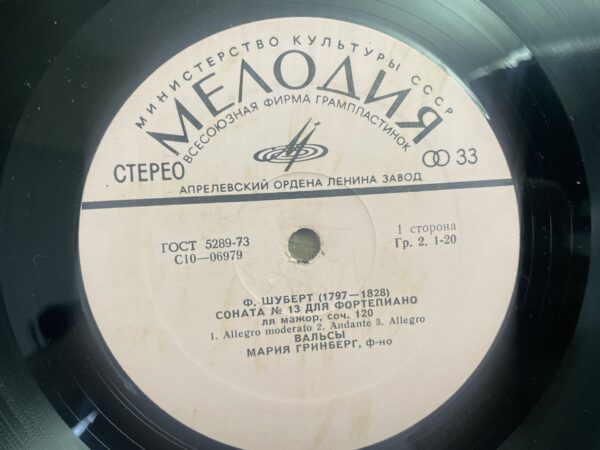 МИНИСТЕРСТВО КУЛЬТУРЫ СССР
МЕЛОДИЯ
ВСЕСОЮЗНАЯ ФИРМА ГРАМПЛАСТИНОК
СТЕРЕО
33
АПРЕЛЕВСКИЙ ОРДЕНА ЛЕНИНА ЗАВОД
ГОСТ 5289-73
С10—06979
1 сторона
Гр. 2. 1-20
Ф. ШУБЕРТ (1797—1828)
СОНАТА № 13 ДЛЯ ФОРТЕПИАНО
ля мажор, соч. 120
1. Allegro moderato 2. Andante 3. Allegro
ВАЛЬСЫ
МАРИЯ ГРИНБЕРГ, ф-но